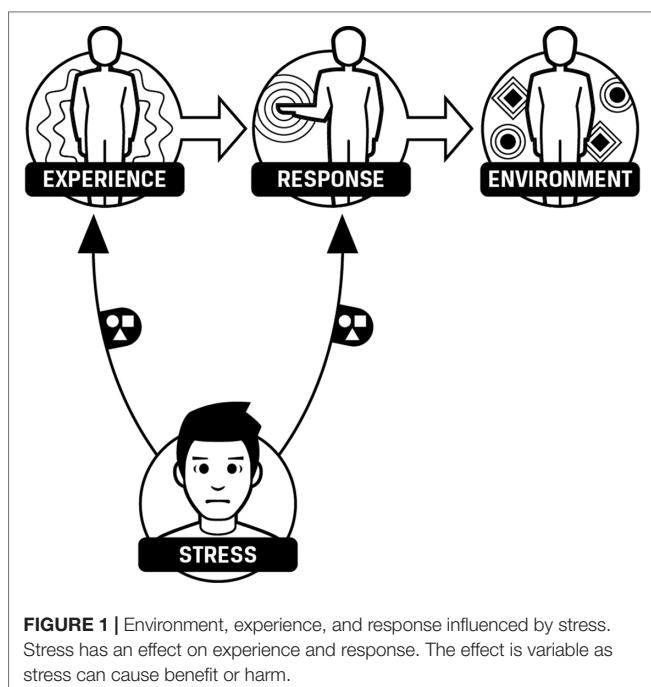 EXPERIENCE
RESPONSE
ENVIRONMENT
STRESS
FIGURE 1 | Environment, experience, and response influenced by stress.
Stress has an effect on experience and response. The effect is variable as
stress can cause benefit or harm.